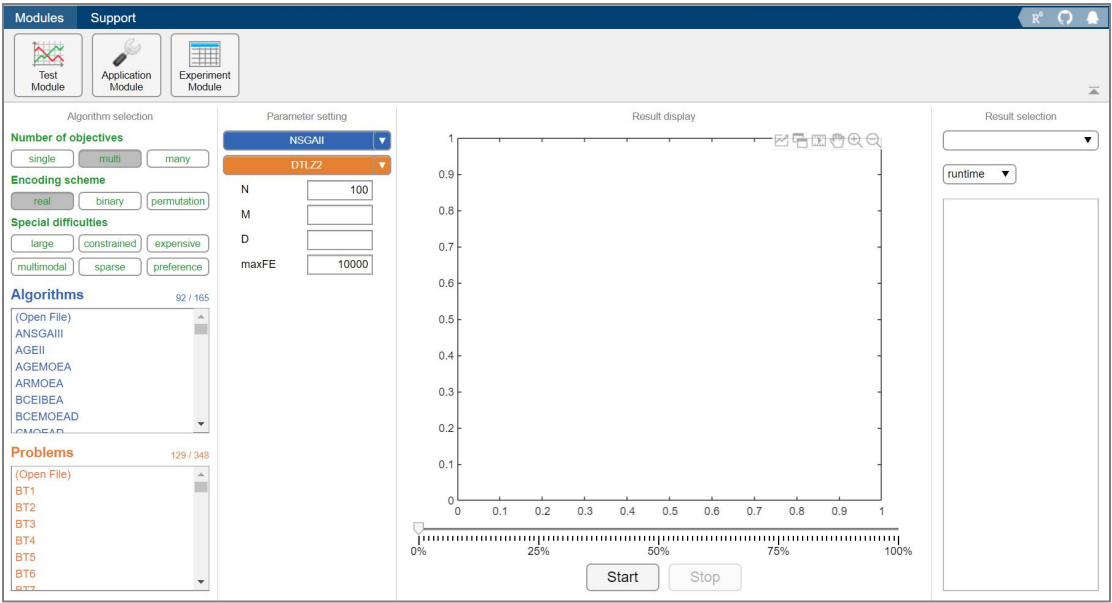 Modules Support
R⁶
Test Module
Application Module
Experiment Module
Algorithm selection
Number of objectives
single multi many
Encoding scheme
real binary permutation
Special difficulties
large constrained expensive
multimodal sparse preference
Algorithms 92 / 165
(Open File)
ANSGAIII
AGEII
AGEMOEA
ARMOEA
BCEIBEA
BCEMOEAD
CMOEAD
Problems 129 / 348
(Open File)
BT1
BT2
BT3
BT4
BT5
BT6
BT7
Parameter setting
NSGAII
DTLZ2
N 100
M
D
maxFE 10000
Result display
1
0.9
0.8
0.7
0.6
0.5
0.4
0.3
0.2
0.1
0
0 0.1 0.2 0.3 0.4 0.5 0.6 0.7 0.8 0.9 1
0% 25% 50% 75% 100%
Start Stop
Result selection
runtime